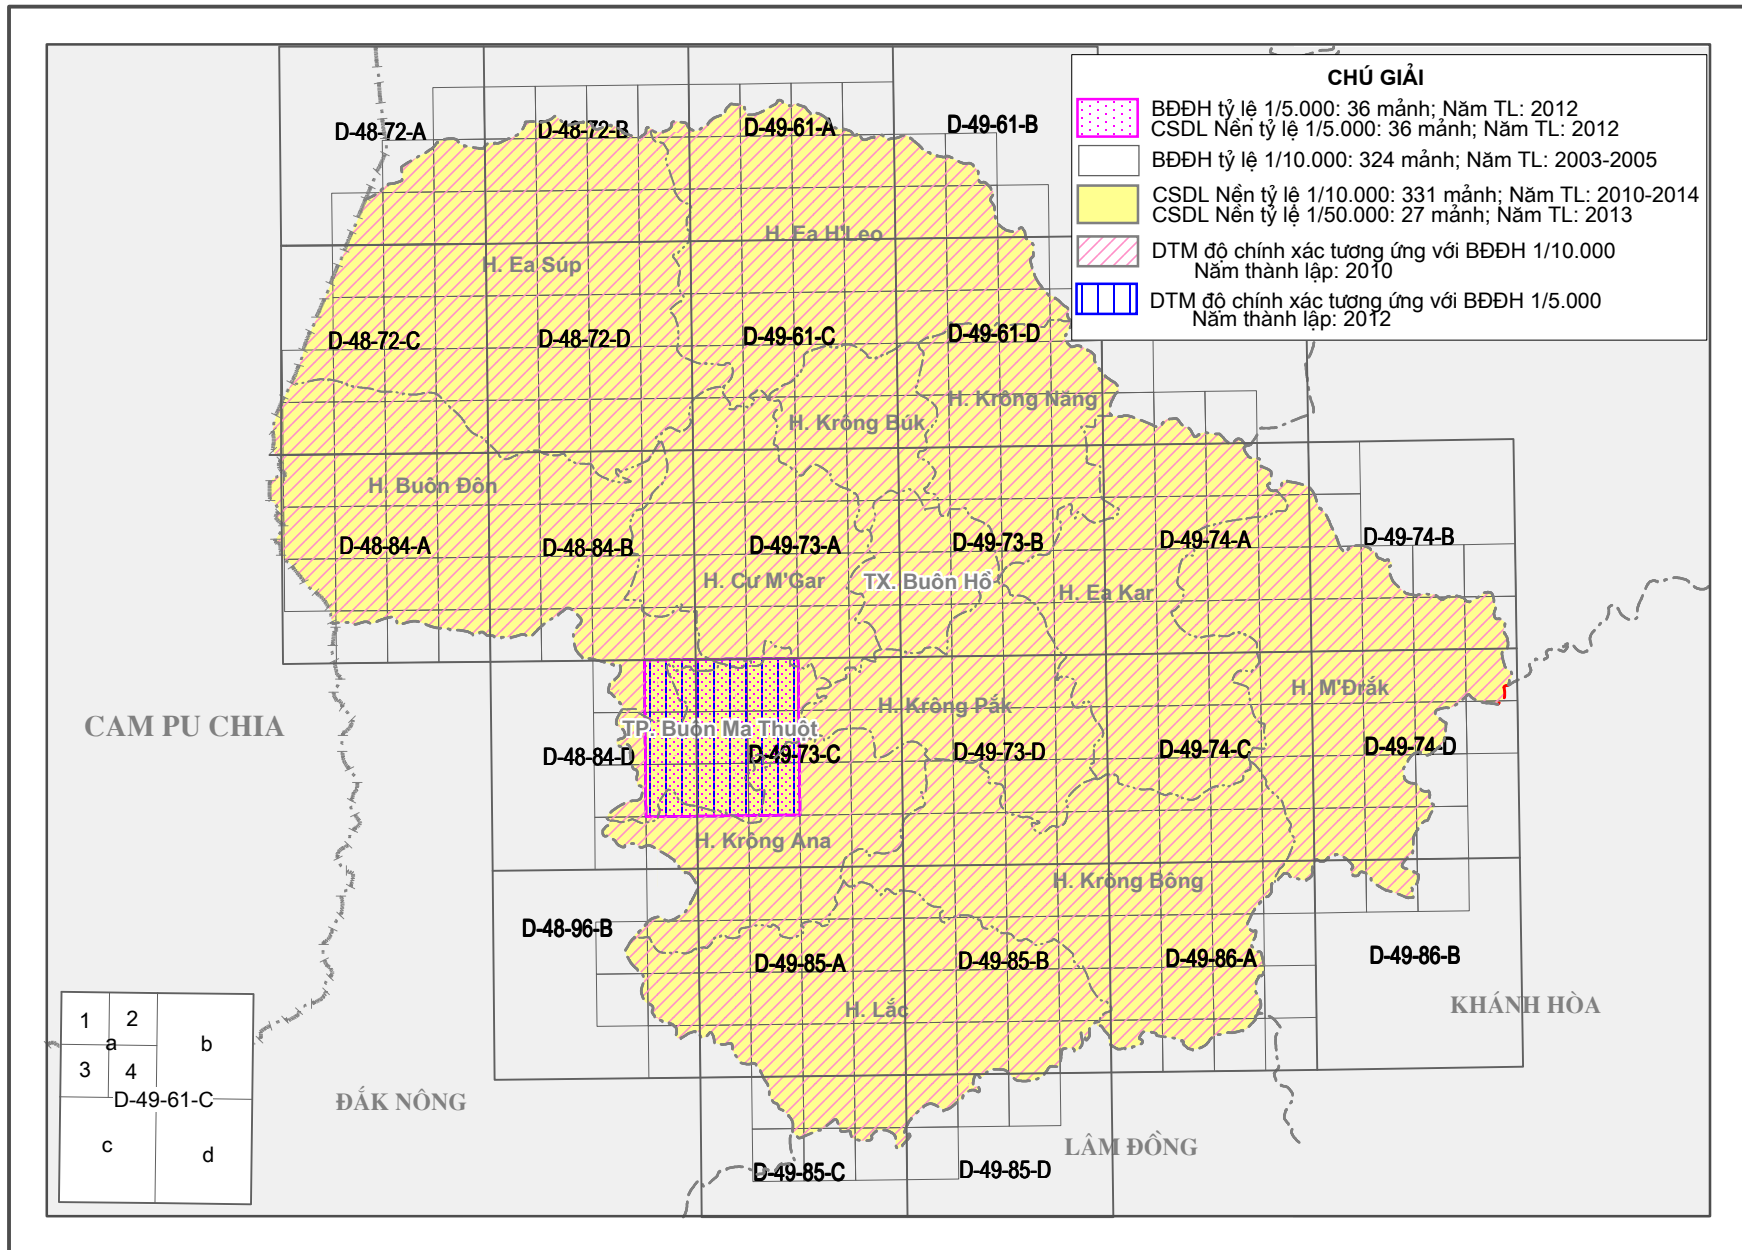 CHÚ GIẢI
BĐĐH tỷ lệ 1/5.000: 36 mảnh; Năm TL: 2012
CSDL Nền tỷ lệ 1/5.000: 36 mảnh; Năm TL: 2012
BĐĐH tỷ lệ 1/10.000: 324 mảnh; Năm TL: 2003-2005
CSDL Nền tỷ lệ 1/10.000: 331 mảnh; Năm TL: 2010-2014
CSDL Nền tỷ lệ 1/50.000: 27 mảnh; Năm TL: 2013
DTM độ chính xác tương ứng với BĐĐH 1/10.000
Năm thành lập: 2010
DTM độ chính xác tương ứng với BĐĐH 1/5.000
Năm thành lập: 2012
D-48-72-A
D-48-72-B
D-49-61-A
D-49-61-B
H. Ea H'Leo
H. Ea Súp
D-48-72-C
D-48-72-D
D-49-61-C
D-49-61-D
H. Krông Năng
H. Krông Búk
H. Buôn Đôn
D-48-84-A
D-48-84-B
D-49-73-A
D-49-73-B
D-49-74-A
D-49-74-B
H. Cư M'Gar
TX. Buôn Hồ
H. Ea Kar
H. M'Đrắk
H. Krông Pắk
CAM PU CHIA
TP. Buôn Ma Thuột
D-48-84-D
D-49-73-C
D-49-73-D
D-49-74-C
D-49-74-D
H. Krông Ana
H. Krông Bông
D-48-96-B
D-49-85-A
D-49-85-B
D-49-86-A
D-49-86-B
H. Lắc
KHÁNH HÒA
1
2
a
b
3
4
D-49-61-C
c
d
ĐẮK NÔNG
LÂM ĐỒNG
D-49-85-C
D-49-85-D